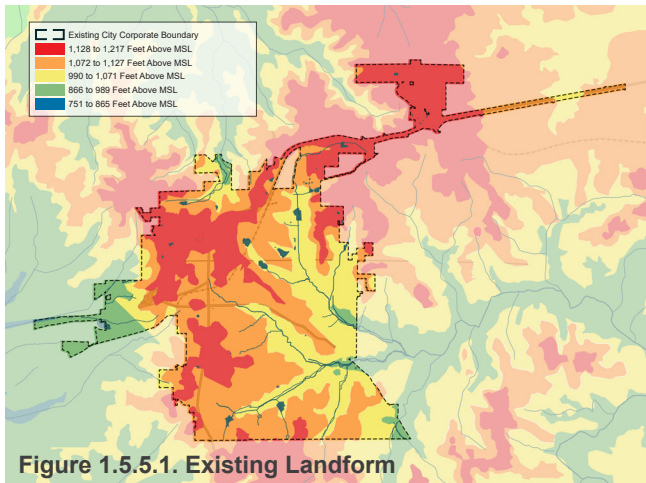 Existing City Corporate Boundary
1,128 to 1,217 Feet Above MSL
1,072 to 1,127 Feet Above MSL
990 to 1,071 Feet Above MSL
866 to 989 Feet Above MSL
751 to 865 Feet Above MSL
Figure 1.5.5.1. Existing Landform